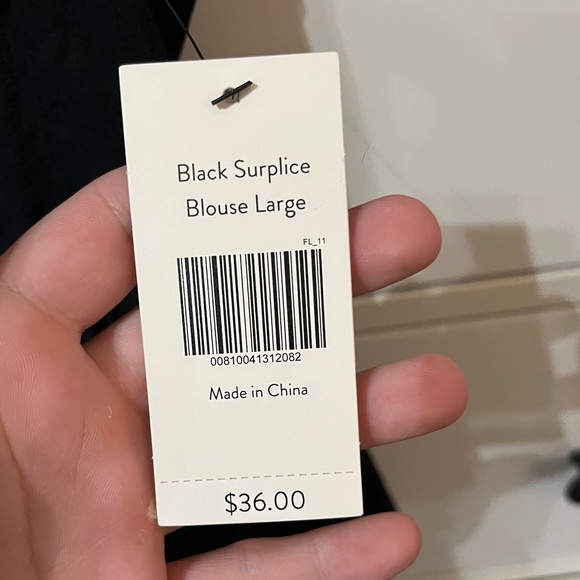 Black Surplice
Blouse Large
FL_11
00810041312082
Made in China
$36.00